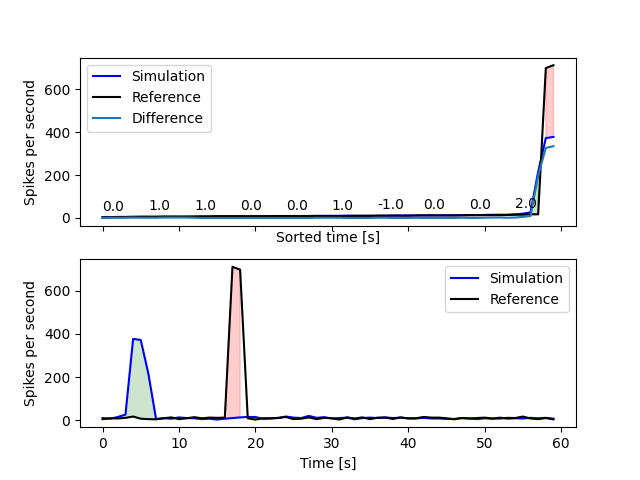 Spikes per second
600
400
200
0
Simulation
Reference
Difference
0.0 1.0 1.0 0.0 0.0 1.0 -1.0 0.0 0.0 2.0
Sorted time [s]
Spikes per second
600
400
200
0
Simulation
Reference
0 10 20 30 40 50 60
Time [s]